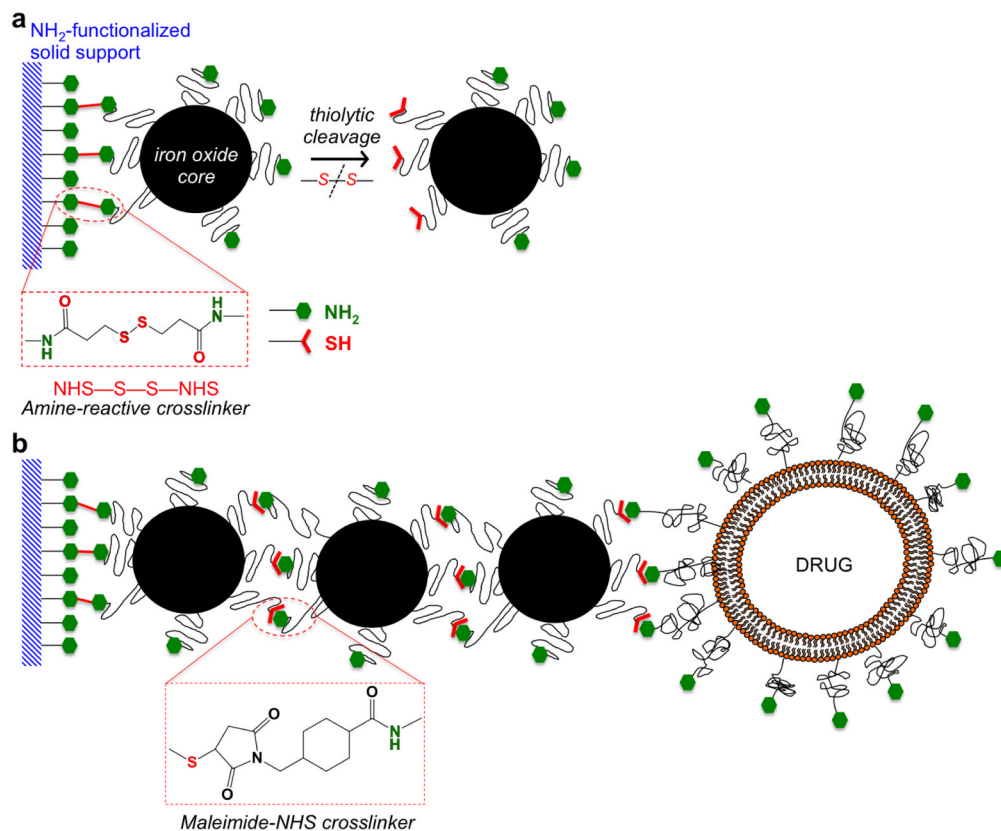 a
NH₂-functionalized
solid support
iron oxide
core
thiolytic
cleavage
—S—S—
O
N
H
S
S
H
N
O
NH₂
SH
NHS—S—S—NHS
Amine-reactive crosslinker
b
DRUG
O
S
N
O
O
N
H
Maleimide-NHS crosslinker